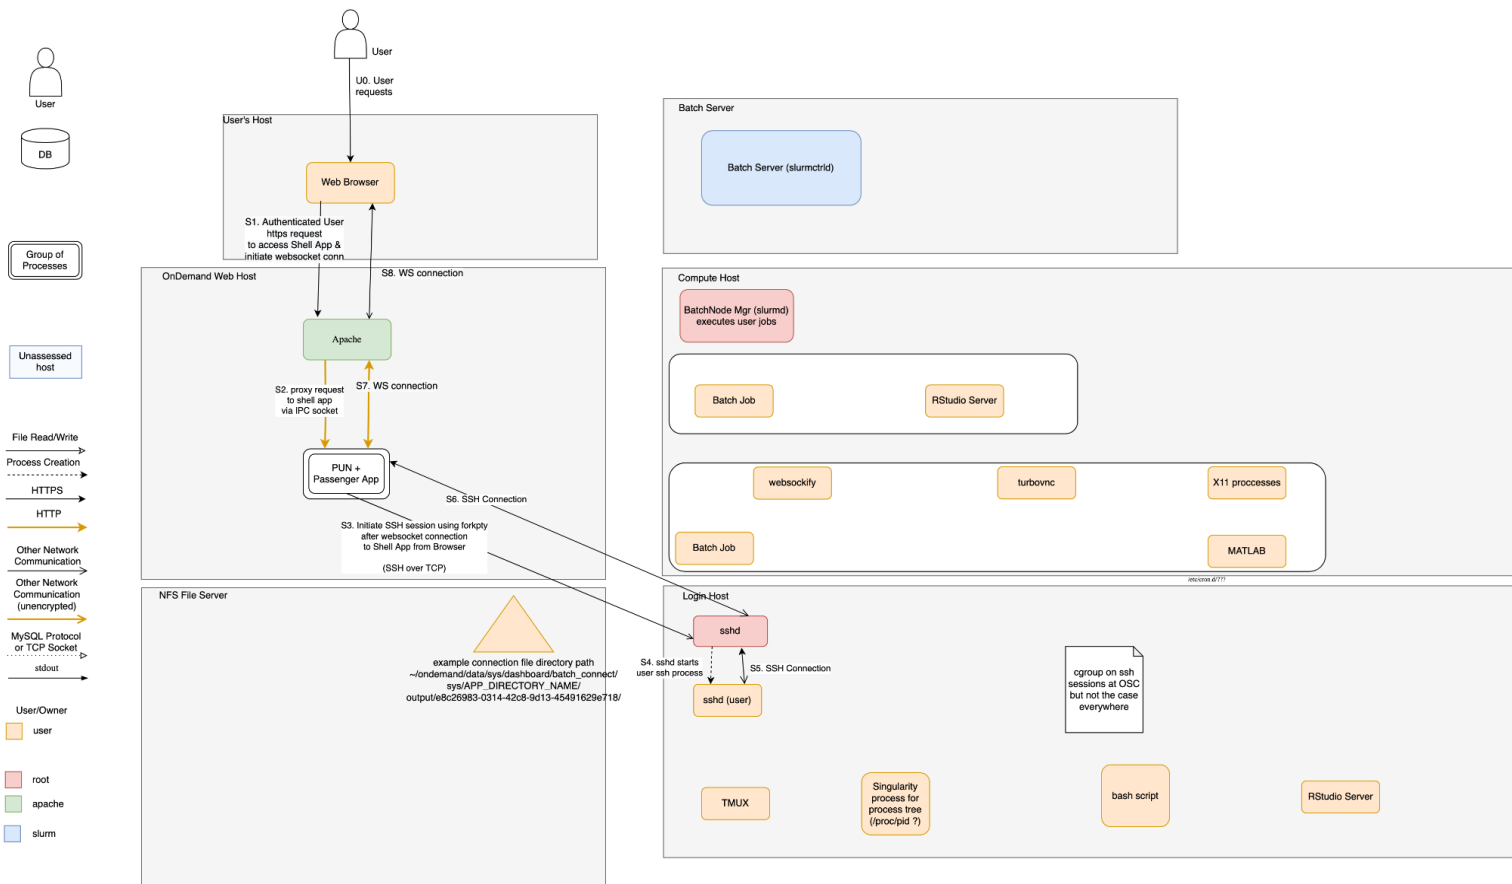 User
DB
Group of
Processes
Unassessed
host
File Read/Write
Process Creation
HTTPS
HTTP
Other Network
Communication
Other Network
Communication
(unencrypted)
MySQL Protocol
or TCP Socket
stdout
User/Owner
user
root
apache
slurm
User
U0. User
requests
User's Host
Web Browser
S1. Authenticated User
https request
to access Shell App &
initiate websocket conn
S8. WS connection
OnDemand Web Host
Apache
S2. proxy request
to shell app
via IPC socket
S7. WS connection
PUN +
Passenger App
S6. SSH Connection
S3. Initiate SSH session using forkpty
after websocket connection
to Shell App from Browser
(SSH over TCP)
NFS File Server
example connection file directory path
~/ondemand/data/sys/dashboard/batch_connect/
sys/APP_DIRECTORY_NAME/
output/e8c26983-0314-42c8-9d13-45491629e718/
Batch Server
Batch Server (slurmctrld)
Compute Host
BatchNode Mgr (slurmd)
executes user jobs
Batch Job
RStudio Server
websockify
turbovnc
X11 proccesses
Batch Job
MATLAB
/etc/cron.d/???
Login Host
sshd
S4. sshd starts
user ssh process
S5. SSH Connection
sshd (user)
cgroup on ssh
sessions at OSC
but not the case
everywhere
TMUX
Singularity
process for
process tree
(/proc/pid ?)
bash script
RStudio Server